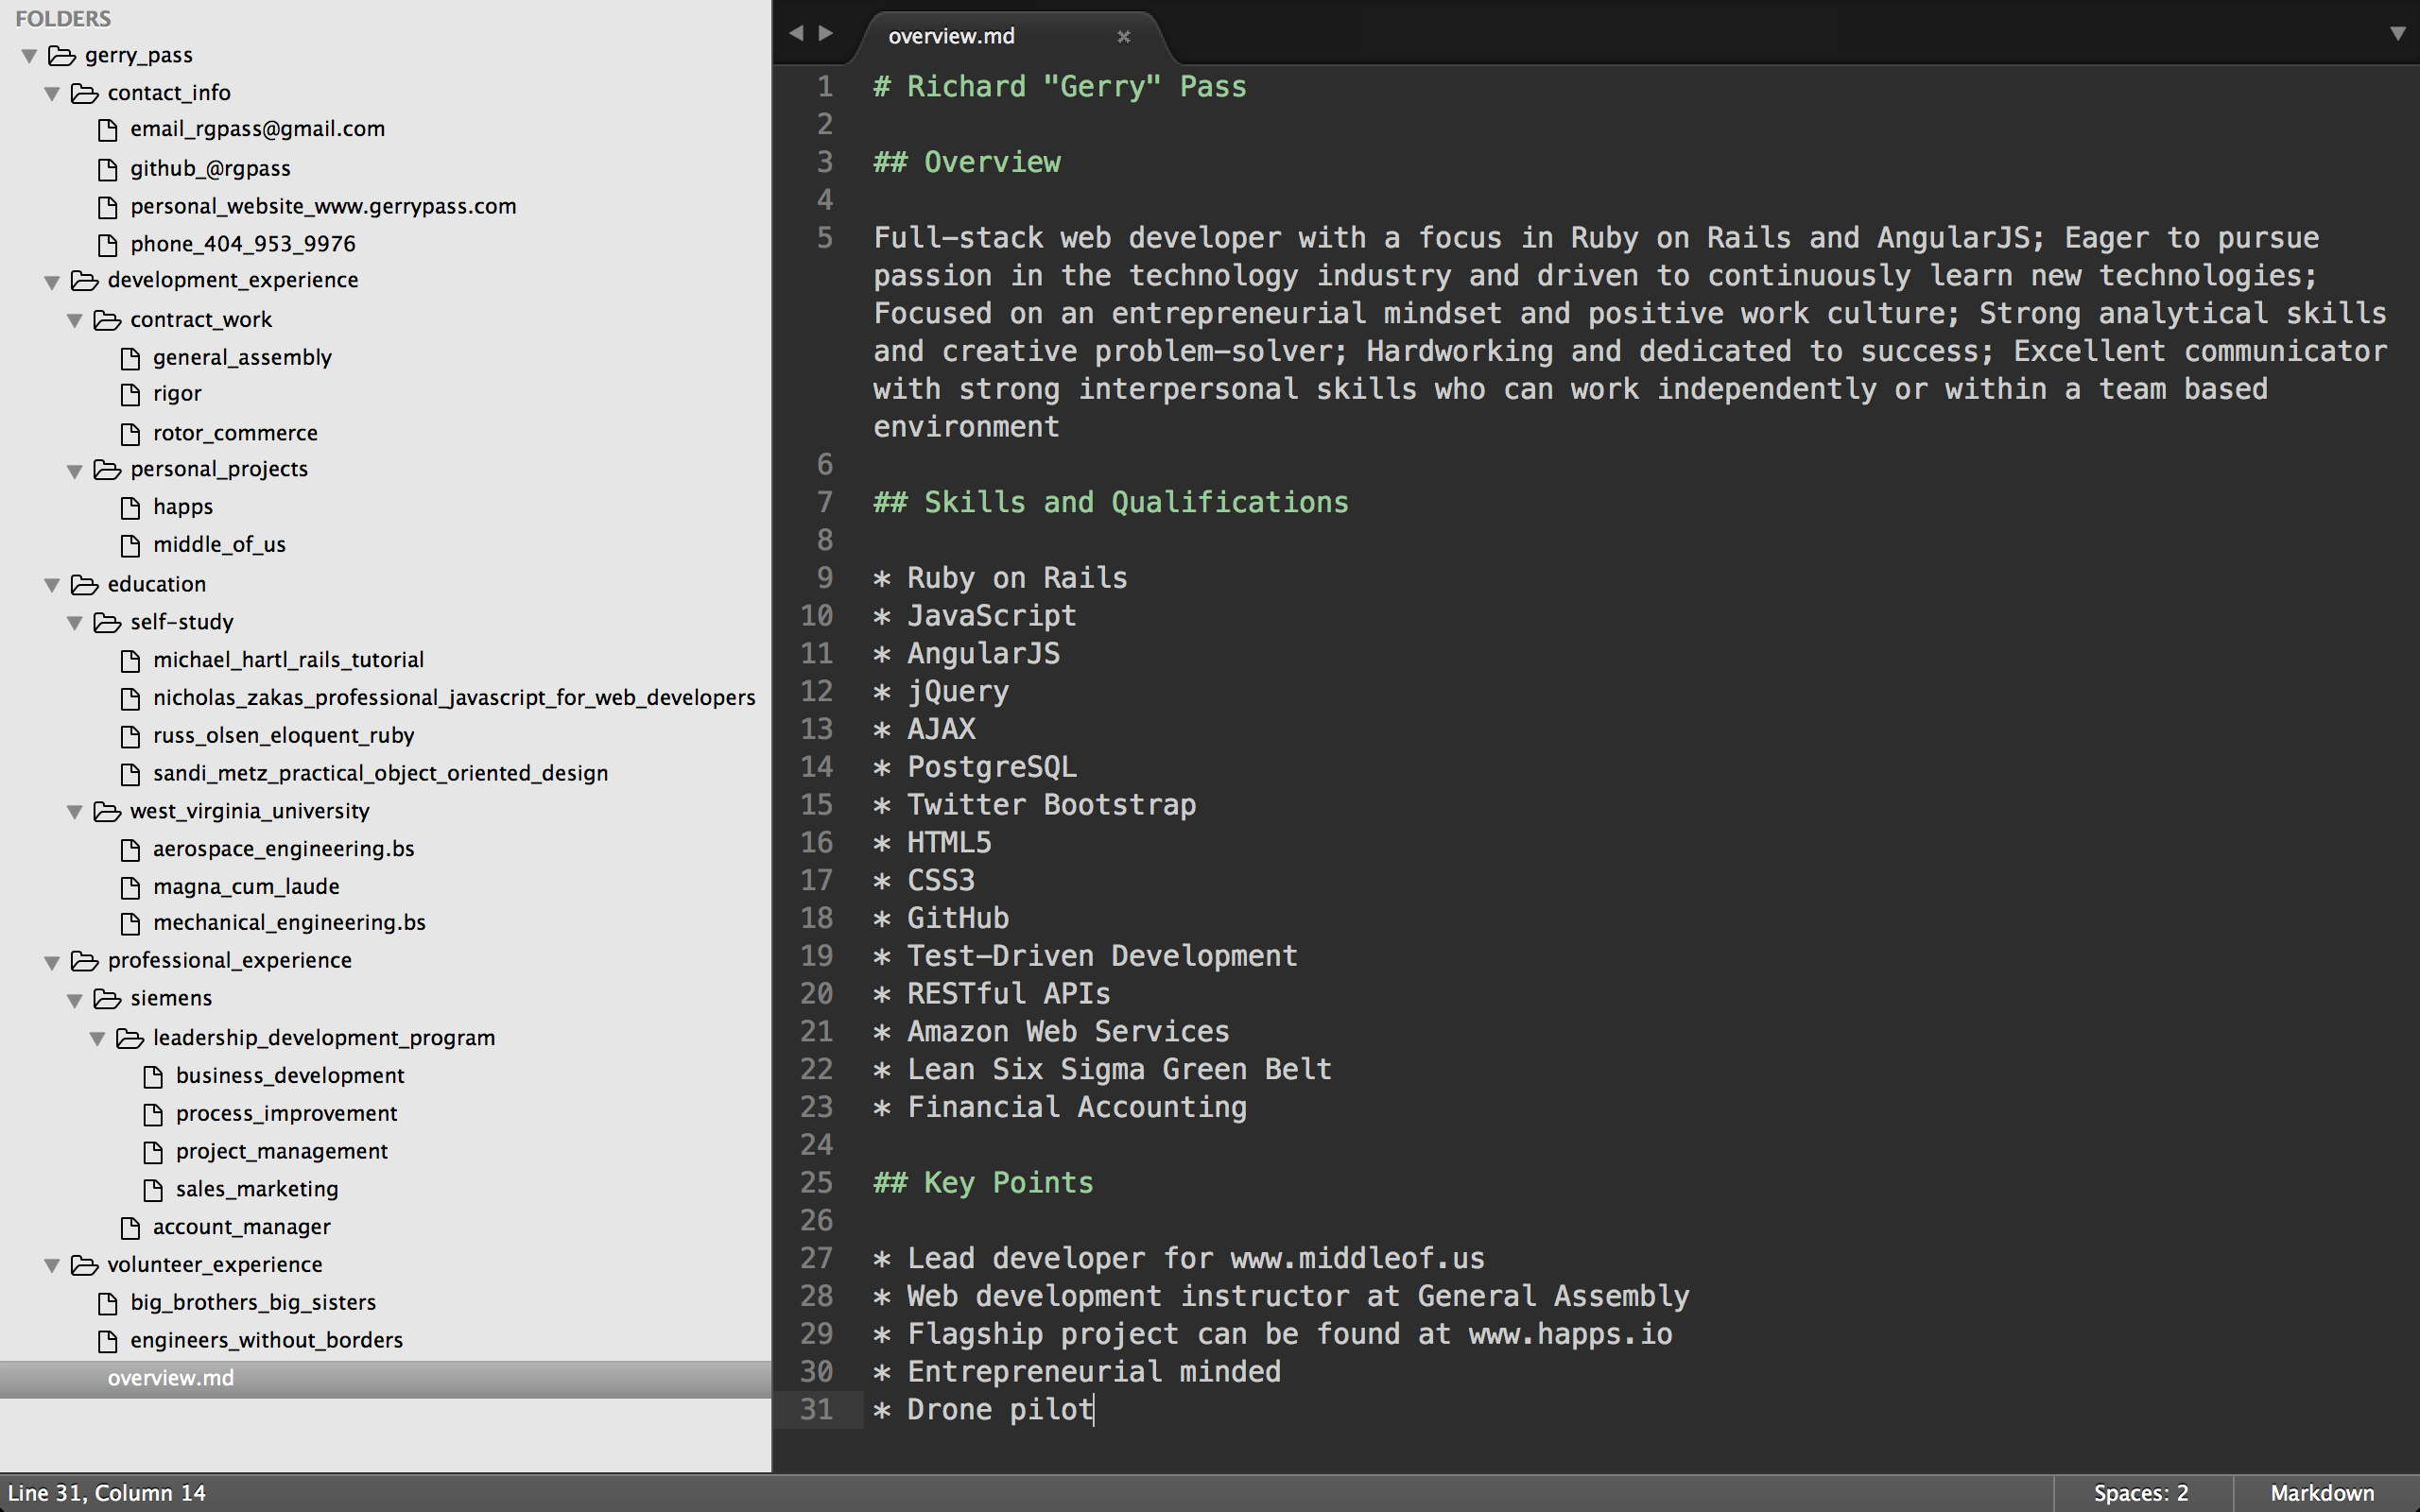 FOLDERS
gerry_pass
contact_info
email_rgpass@gmail.com
github_@rgpass
personal_website_www.gerrypass.com
phone_404_953_9976
development_experience
contract_work
general_assembly
rigor
rotor_commerce
personal_projects
happs
middle_of_us
education
self-study
michael_hartl_rails_tutorial
nicholas_zakas_professional_javascript_for_web_developers
russ_olsen_eloquent_ruby
sandi_metz_practical_object_oriented_design
west_virginia_university
aerospace_engineering.bs
magna_cum_laude
mechanical_engineering.bs
professional_experience
siemens
leadership_development_program
business_development
process_improvement
project_management
sales_marketing
account_manager
volunteer_experience
big_brothers_big_sisters
engineers_without_borders
overview.md
overview.md
1 # Richard "Gerry" Pass
2
3 ## Overview
4
5 Full-stack web developer with a focus in Ruby on Rails and AngularJS; Eager to pursue
passion in the technology industry and driven to continuously learn new technologies;
Focused on an entrepreneurial mindset and positive work culture; Strong analytical skills
and creative problem-solver; Hardworking and dedicated to success; Excellent communicator
with strong interpersonal skills who can work independently or within a team based
environment
6
7 ## Skills and Qualifications
8
9 * Ruby on Rails
10 * JavaScript
11 * AngularJS
12 * jQuery
13 * AJAX
14 * PostgreSQL
15 * Twitter Bootstrap
16 * HTML5
17 * CSS3
18 * GitHub
19 * Test-Driven Development
20 * RESTful APIs
21 * Amazon Web Services
22 * Lean Six Sigma Green Belt
23 * Financial Accounting
24
25 ## Key Points
26
27 * Lead developer for www.middleof.us
28 * Web development instructor at General Assembly
29 * Flagship project can be found at www.happs.io
30 * Entrepreneurial minded
31 * Drone pilot
Line 31, Column 14
Spaces: 2
Markdown